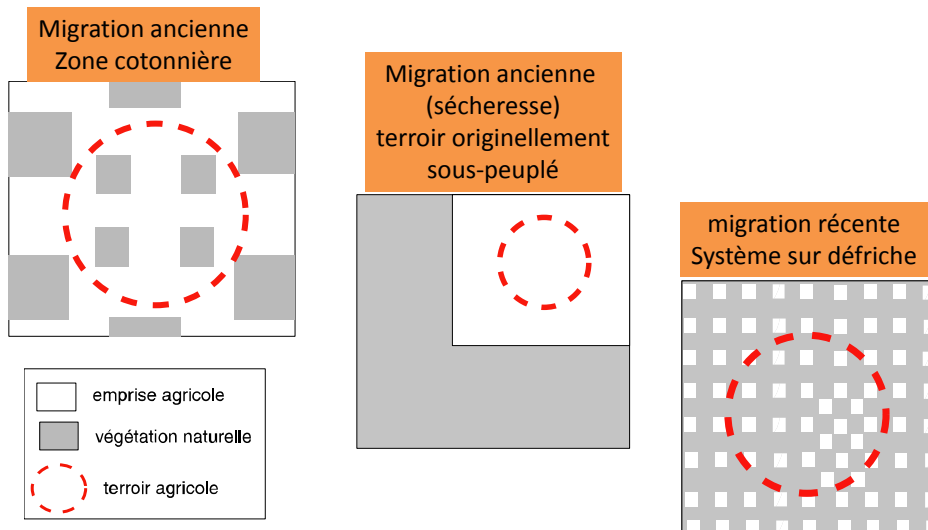 Migration ancienne
Zone cotonnière
Migration ancienne
(sécheresse)
terroir originellement
sous-peuplé
migration récente
Système sur défriche
emprise agricole
végétation naturelle
terroir agricole